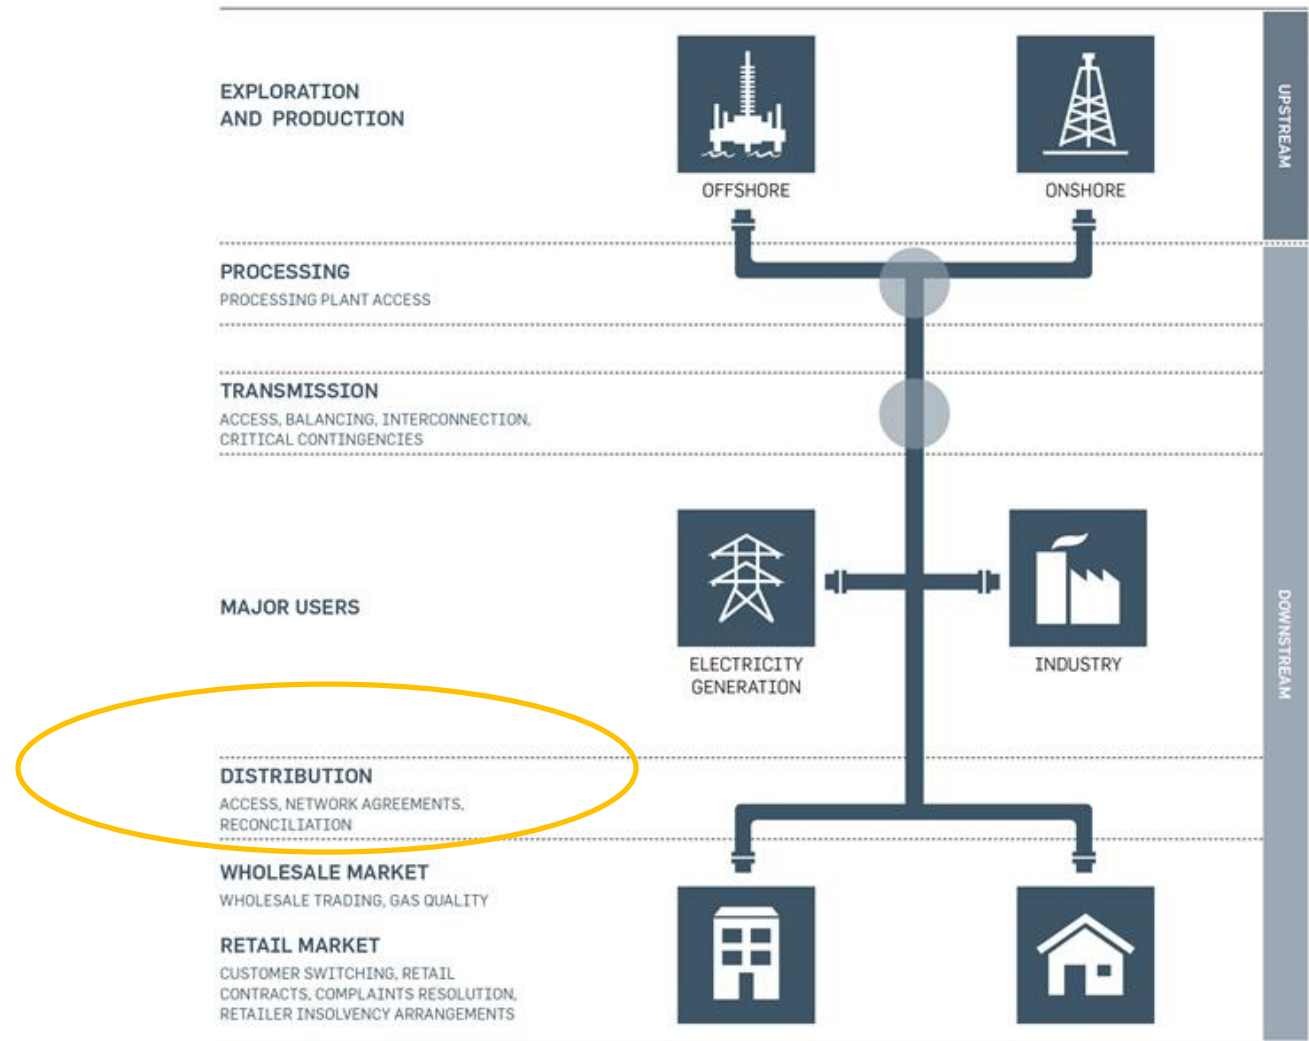 EXPLORATION
AND PRODUCTION
OFFSHORE
ONSHORE
UPSTREAM
PROCESSING
PROCESSING PLANT ACCESS
TRANSMISSION
ACCESS, BALANCING, INTERCONNECTION,
CRITICAL CONTINGENCIES
MAJOR USERS
ELECTRICITY
GENERATION
INDUSTRY
DOWNSTREAM
DISTRIBUTION
ACCESS, NETWORK AGREEMENTS,
RECONCILIATION
WHOLESALE MARKET
WHOLESALE TRADING, GAS QUALITY
RETAIL MARKET
CUSTOMER SWITCHING, RETAIL
CONTRACTS, COMPLAINTS RESOLUTION,
RETAILER INSOLVENCY ARRANGEMENTS